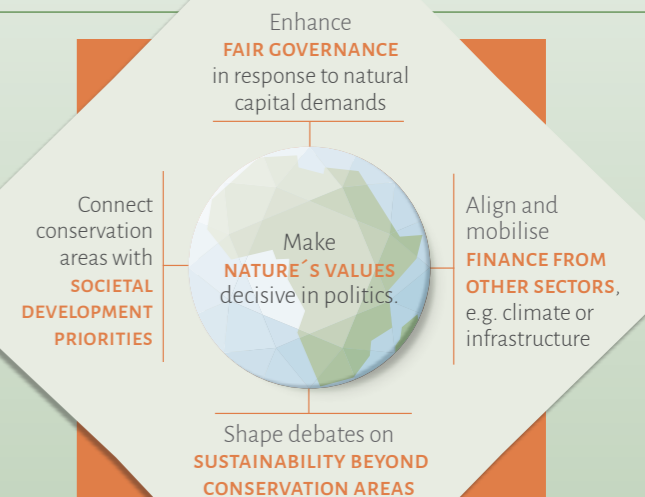 Enhance
FAIR GOVERNANCE
in response to natural
capital demands
Connect
conservation
areas with
SOCIETAL
DEVELOPMENT
PRIORITIES
Make
NATURE´S VALUES
decisive in politics.
Align and
mobilise
FINANCE FROM
OTHER SECTORS,
e.g. climate or
infrastructure
Shape debates on
SUSTAINABILITY BEYOND
CONSERVATION AREAS